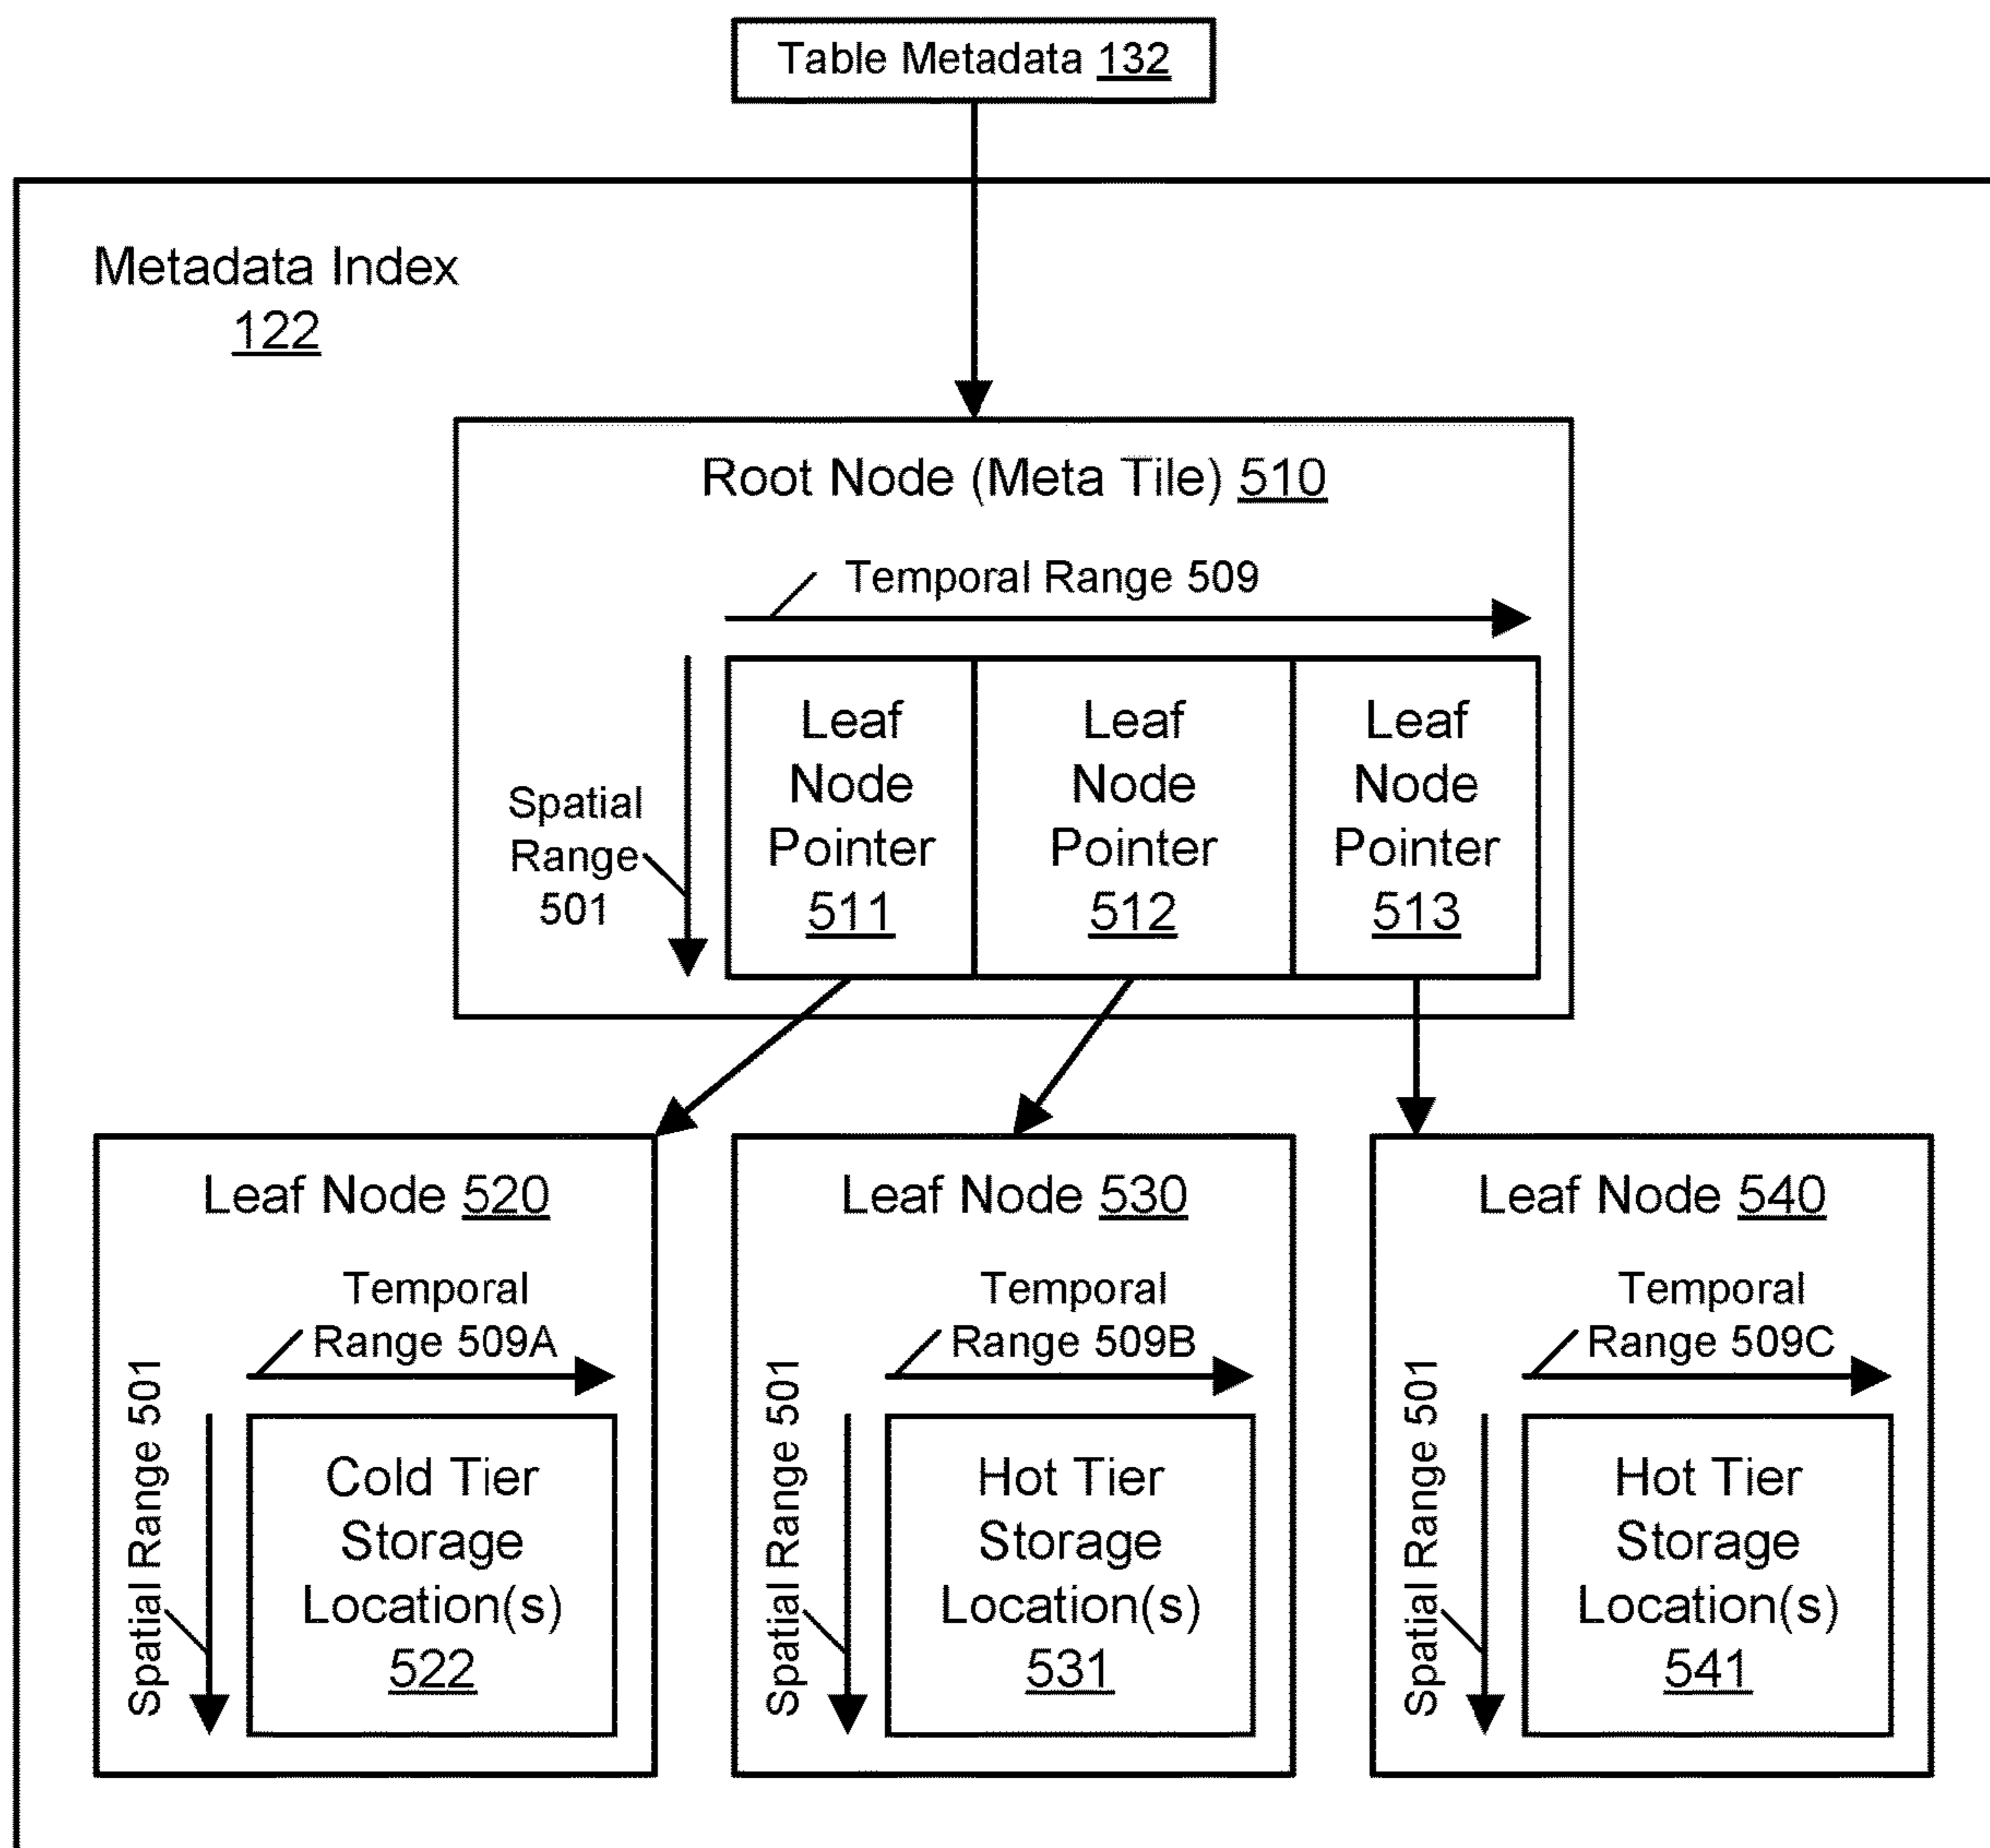 Table Metadata 132
Metadata Index
122
Root Node (Meta Tile) 510
Temporal Range 509
Spatial
Range
501
Leaf
Node
Pointer
511
Leaf
Node
Pointer
512
Leaf
Node
Pointer
513
Leaf Node 520
Temporal
Range 509A
Spatial Range 501
Cold Tier
Storage
Location(s)
522
Leaf Node 530
Temporal
Range 509B
Spatial Range 501
Hot Tier
Storage
Location(s)
531
Leaf Node 540
Temporal
Range 509C
Spatial Range 501
Hot Tier
Storage
Location(s)
541